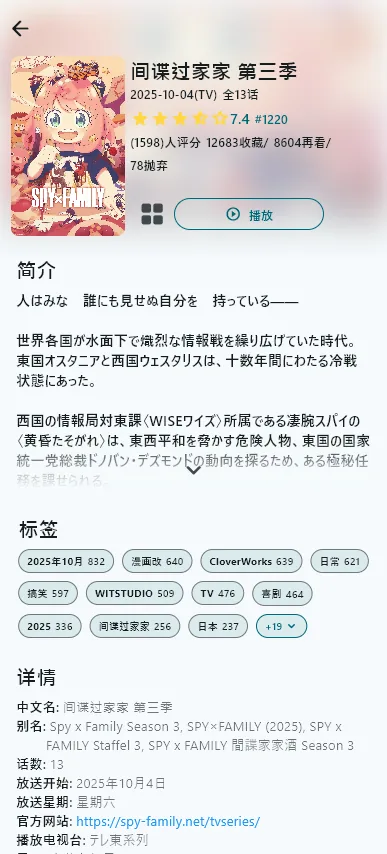 间谍过家家 第三季
2025-10-04(TV) 全13话
7.4 #1220
(1598)人评分 12683收藏/ 8604再看/
78抛弃
SPY×FAMILY
播放
简介
人はみな　誰にも見せぬ自分を　持っている——
世界各国が水面下で熾烈な情報戦を繰り広げていた時代。
東国オスタニアと西国ウェスタリスは、十数年間にわたる冷戦
状態にあった。
西国の情報局対東課〈WISEワイズ〉所属である凄腕スパイの
〈黄昏たそがれ〉は、東西平和を脅かす危険人物、東国の国家
統一党総裁ドノバン・デズモンドの動向を探るため、ある極秘任
務を課せられる。
标签
2025年10月 832 漫画改 640 CloverWorks 639 日常 621
搞笑 597 WITSTUDIO 509 TV 476 喜剧 464
2025 336 间谍过家家 256 日本 237 +19
详情
中文名: 间谍过家家 第三季
别名: Spy x Family Season 3, SPY×FAMILY (2025), SPY x
FAMILY Staffel 3, SPY x FAMILY 間諜家家酒 Season 3
话数: 13
放送开始: 2025年10月4日
放送星期: 星期六
官方网站: https://spy-family.net/tvseries/
播放电视台: テレ東系列